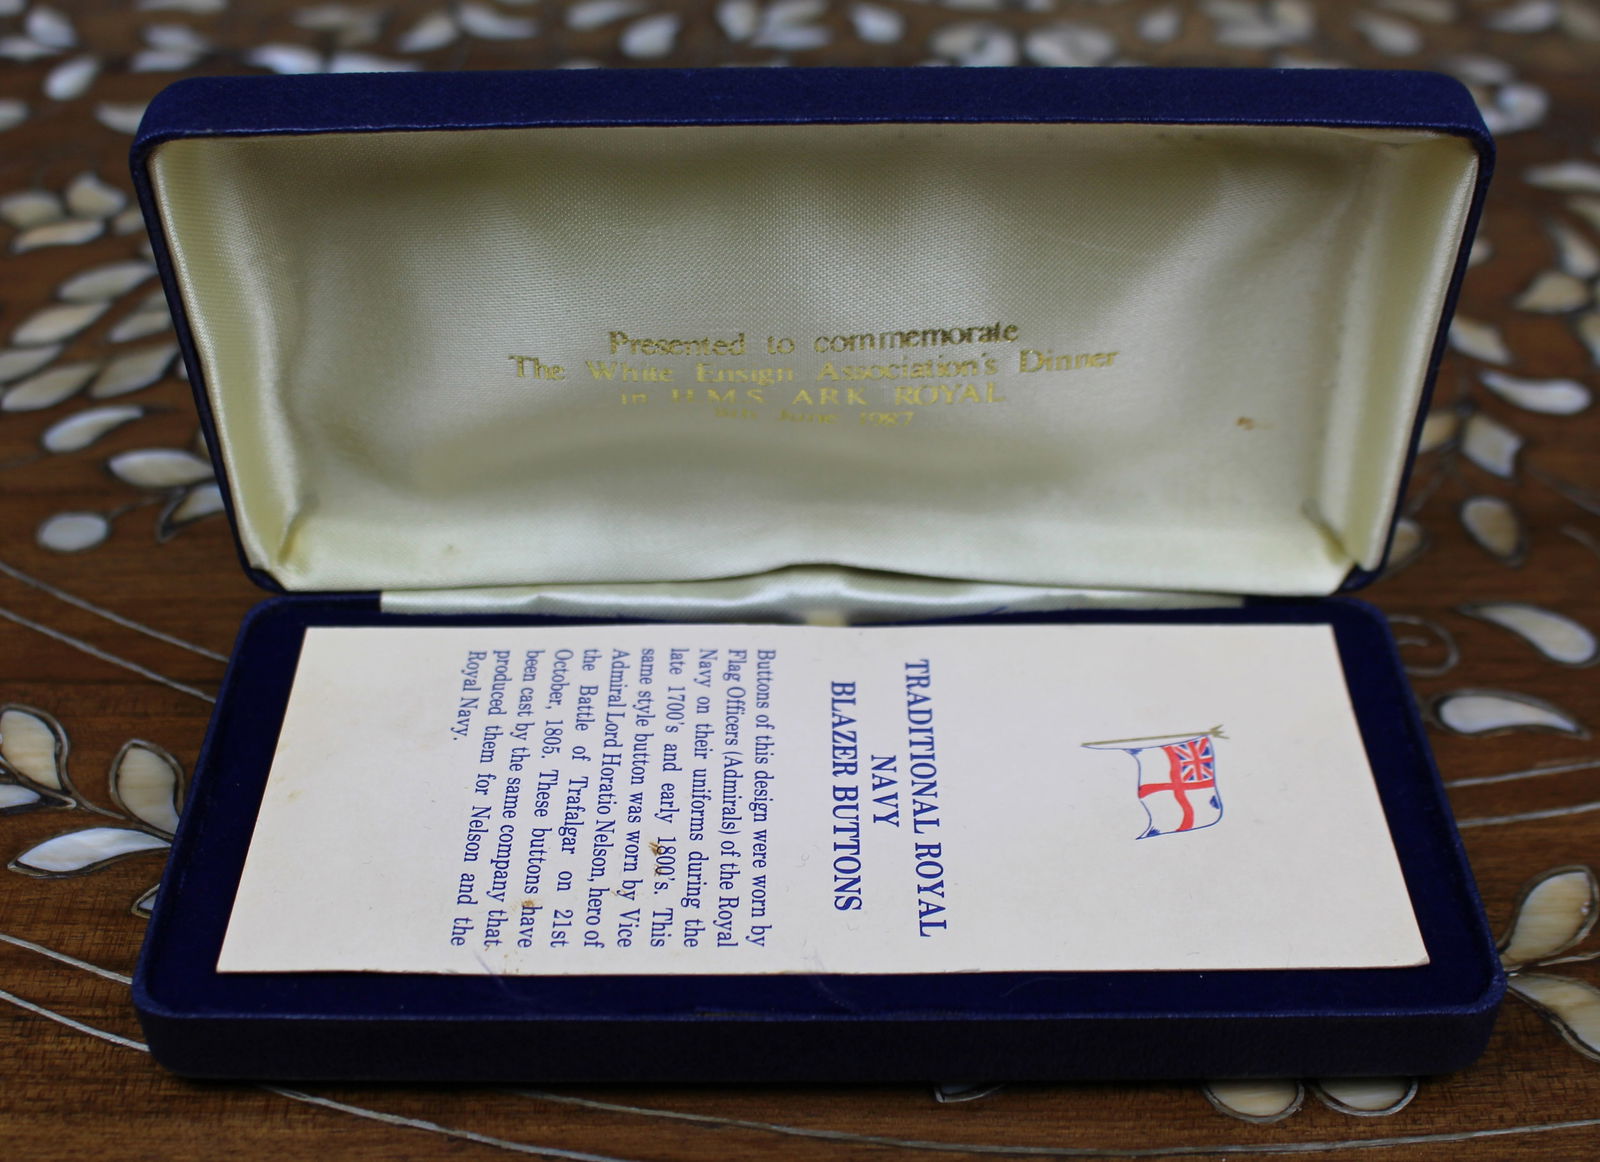 Presented to commemorate
The White Ensign Association's Dinner
in H.M.S. ARK ROYAL
June 1987
TRADITIONAL ROYAL
NAVY
BLAZER BUTTONS
Buttons of this design were worn by
Flag Officers (Admirals) of the Royal
Navy on their uniforms during the
late 1700's and early 1800's. This
same style button was worn by Vice
Admiral Lord Horatio Nelson, hero of
the Battle of Trafalgar on 21st
October, 1805. These buttons have
been cast by the same company that
produced them for Nelson and the
Royal Navy.